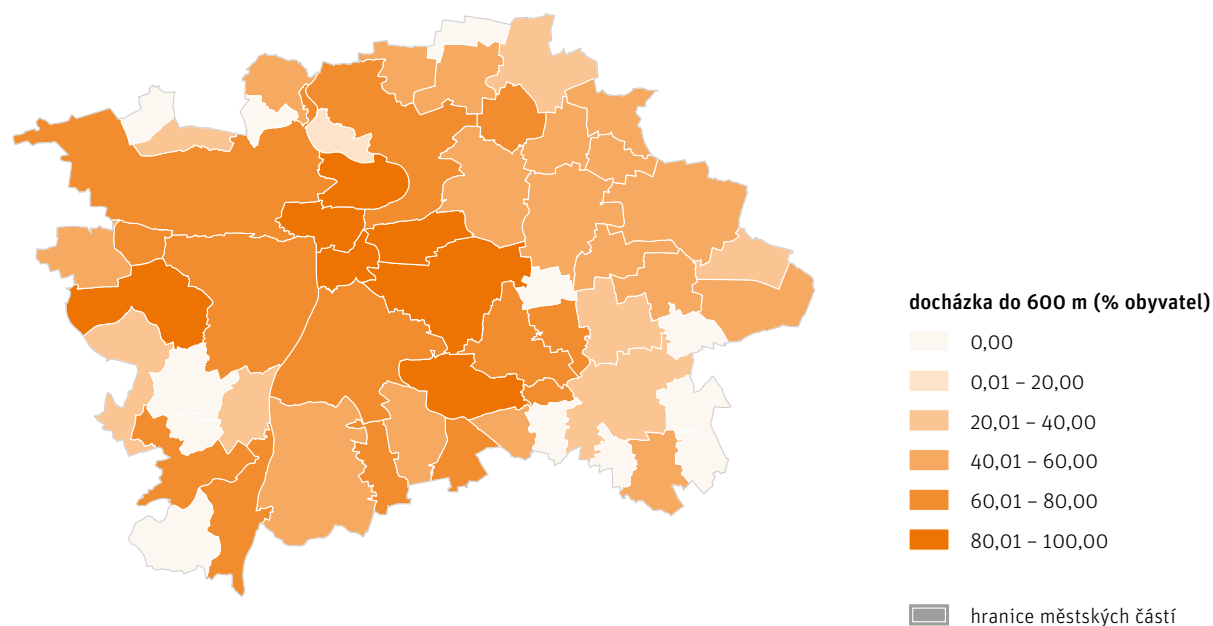 docházka do 600 m (% obyvatel)
0,00
0,01 – 20,00
20,01 – 40,00
40,01 – 60,00
60,01 – 80,00
80,01 – 100,00
hranice městských částí